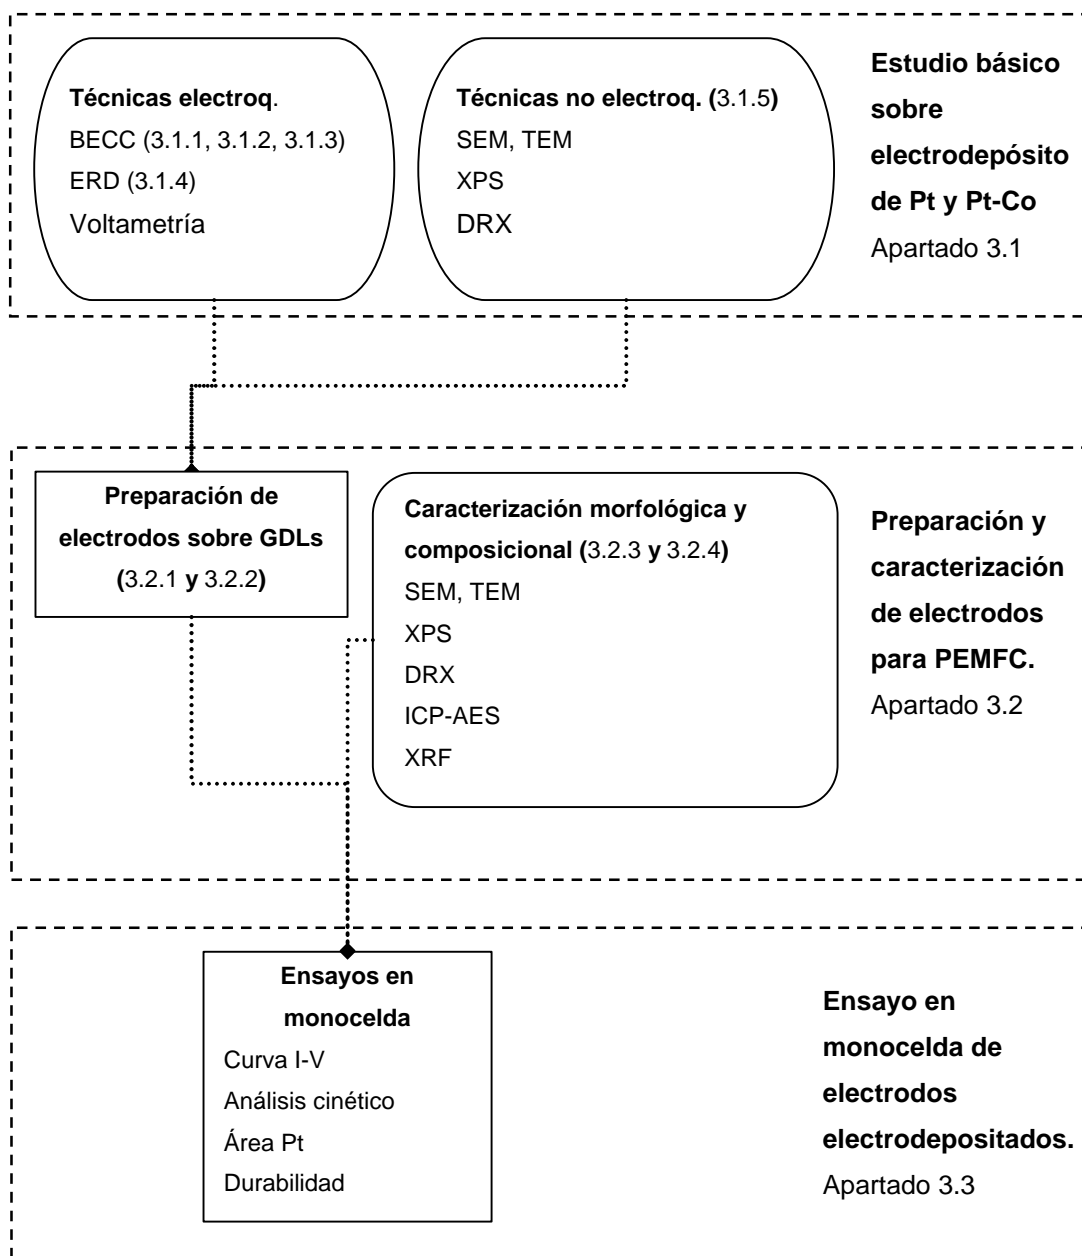 Técnicas electroq.
BECC (3.1.1, 3.1.2, 3.1.3)
ERD (3.1.4)
Voltametría
Técnicas no electroq. (3.1.5)
SEM, TEM
XPS
DRX
Estudio básico
sobre
electrodepósito
de Pt y Pt-Co
Apartado 3.1
Preparación de
electrodos sobre GDLs
(3.2.1 y 3.2.2)
Caracterización morfológica y
composicional (3.2.3 y 3.2.4)
SEM, TEM
XPS
DRX
ICP-AES
XRF
Preparación y
caracterización
de electrodos
para PEMFC.
Apartado 3.2
Ensayos en
monocelda
Curva I-V
Análisis cinético
Área Pt
Durabilidad
Ensayo en
monocelda de
electrodos
electrodepositados.
Apartado 3.3